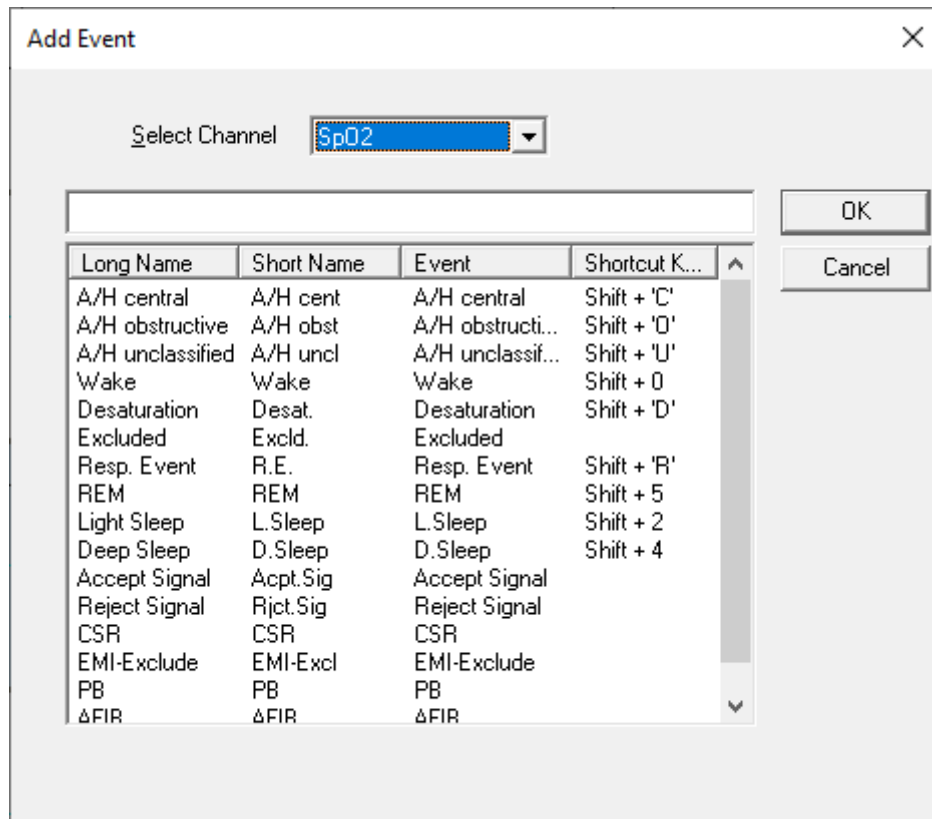 Add Event
Select Channel SpO2
OK
Long Name Short Name Event Shortcut K...
Cancel
A/H central A/H cent A/H central Shift + 'C'
A/H obstructive A/H obst A/H obstructi... Shift + 'O'
A/H unclassified A/H uncl A/H unclassif... Shift + 'U'
Wake Wake Wake Shift + 0
Desaturation Desat. Desaturation Shift + 'D'
Excluded Excld. Excluded
Resp. Event R.E. Resp. Event Shift + 'R'
REM REM REM Shift + 5
Light Sleep L.Sleep L.Sleep Shift + 2
Deep Sleep D.Sleep D.Sleep Shift + 4
Accept Signal Acpt.Sig Accept Signal
Reject Signal Rjct.Sig Reject Signal
CSR CSR CSR
EMI-Exclude EMI-Excl EMI-Exclude
PB PB PB
AFIB AFIB AFIB